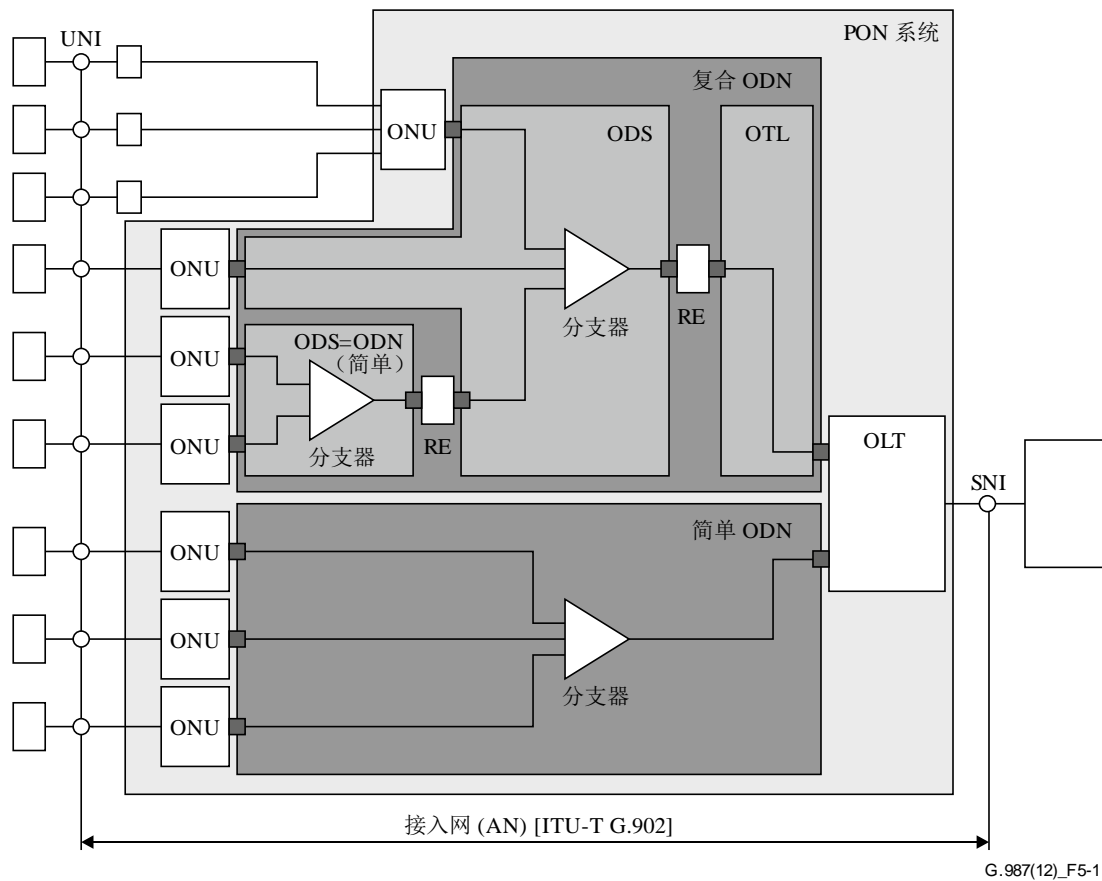 UNI
PON 系统
复合 ODN
ONU
ODS
OTL
ONU
分支器
RE
ONU
ODS=ODN
（简单）
ONU
分支器
RE
OLT
SNI
简单 ODN
ONU
ONU
分支器
ONU
接入网 (AN) [ITU-T G.902]
G.987(12)_F5-1